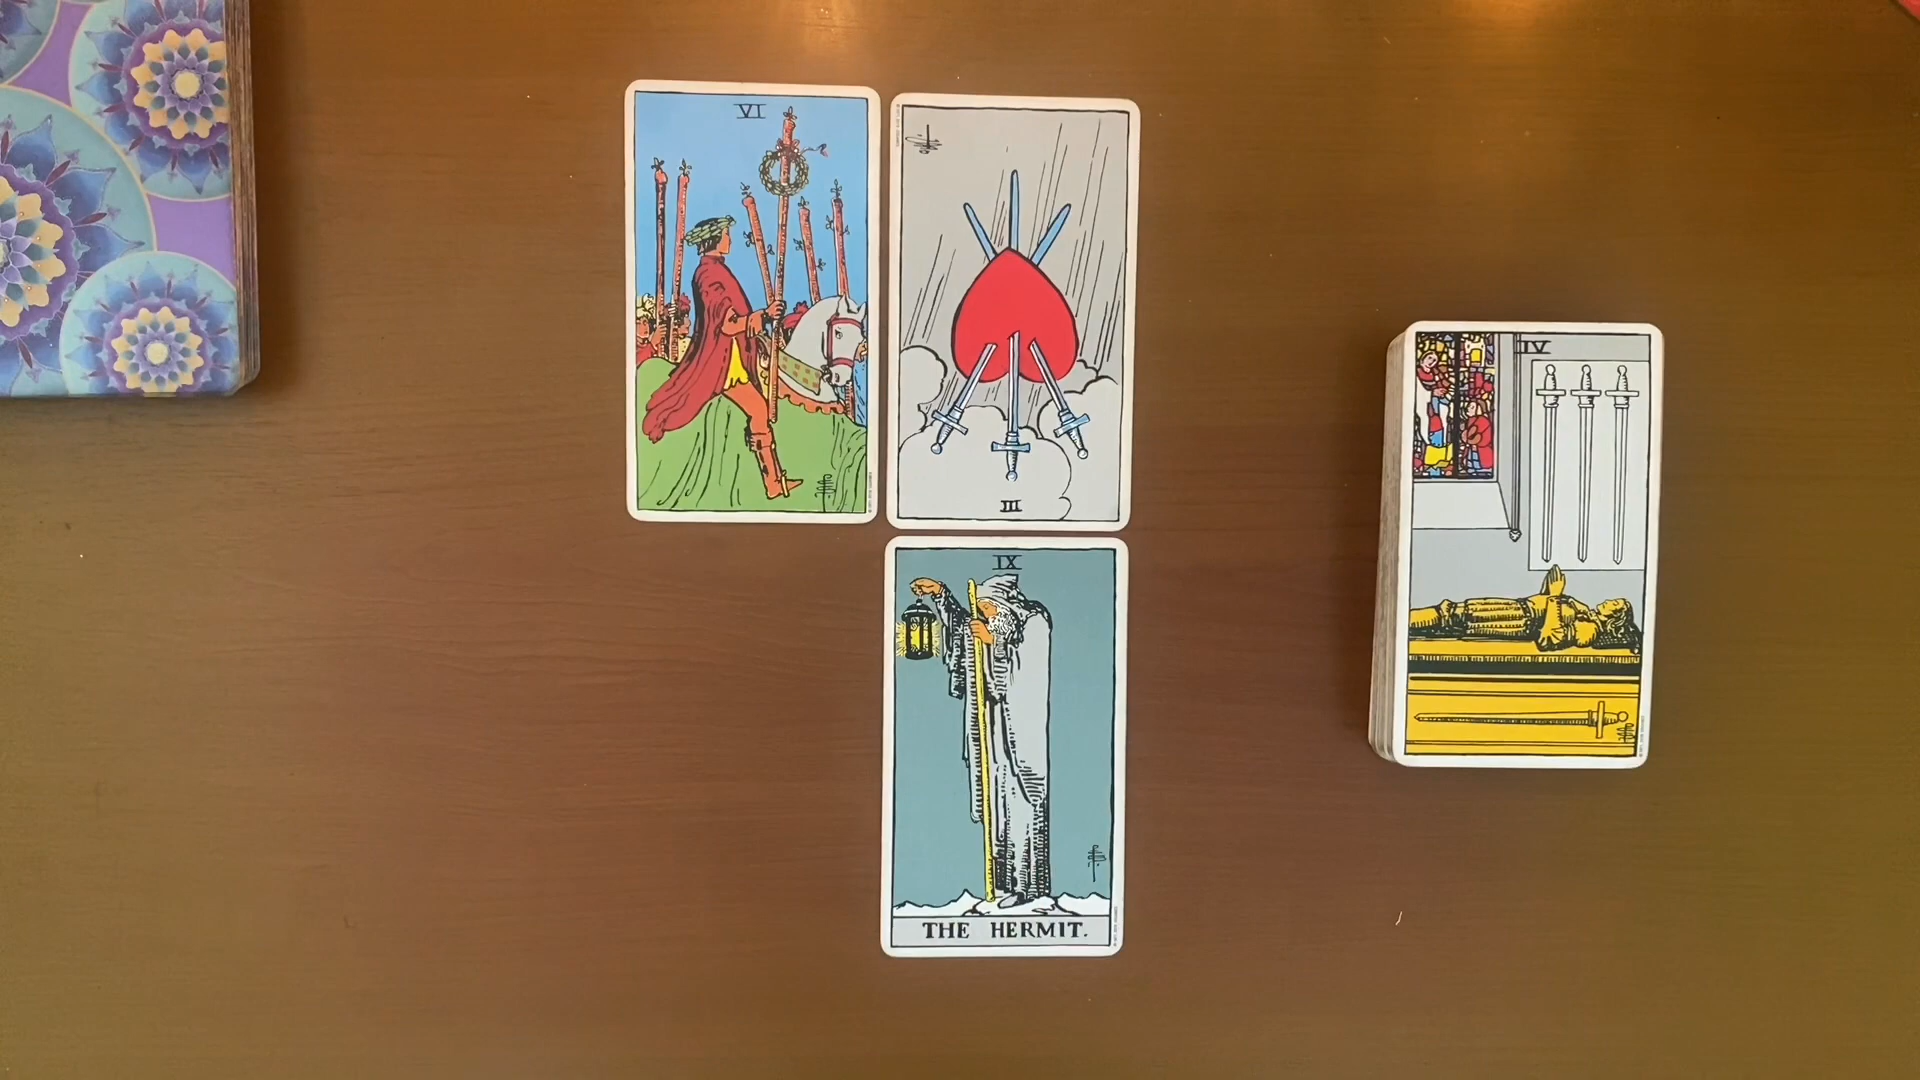 VI
III
IV
IX
THE HERMIT.